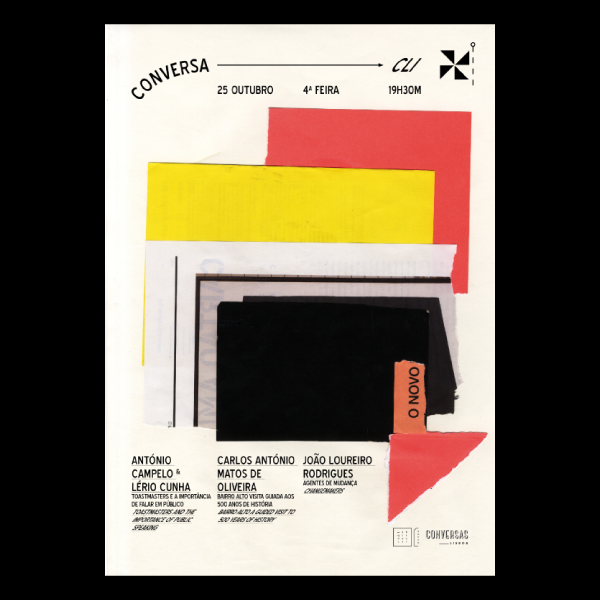 CONVERSA
CLI
25 OUTUBRO 4ª FEIRA 19H30M
O NOVO
ANTÓNIO
CAMPELO &
LÉRIO CUNHA
TOASTMASTERS E A IMPORTÂNCIA
DE FALAR EM PÚBLICO
TOASTMASTERS AND THE
IMPORTANCE OF PUBLIC
SPEAKING
CARLOS ANTÓNIO
MATOS DE
OLIVEIRA
BAIRRO ALTO VISITA GUIADA AOS
500 ANOS DE HISTÓRIA
BAIRRO ALTO A GUIDED VISIT TO
500 YEARS OF HISTORY
JOÃO LOUREIRO
RODRIGUES
AGENTES DE MUDANÇA
CHANGEMAKERS
CONVERSAS
LISBOA